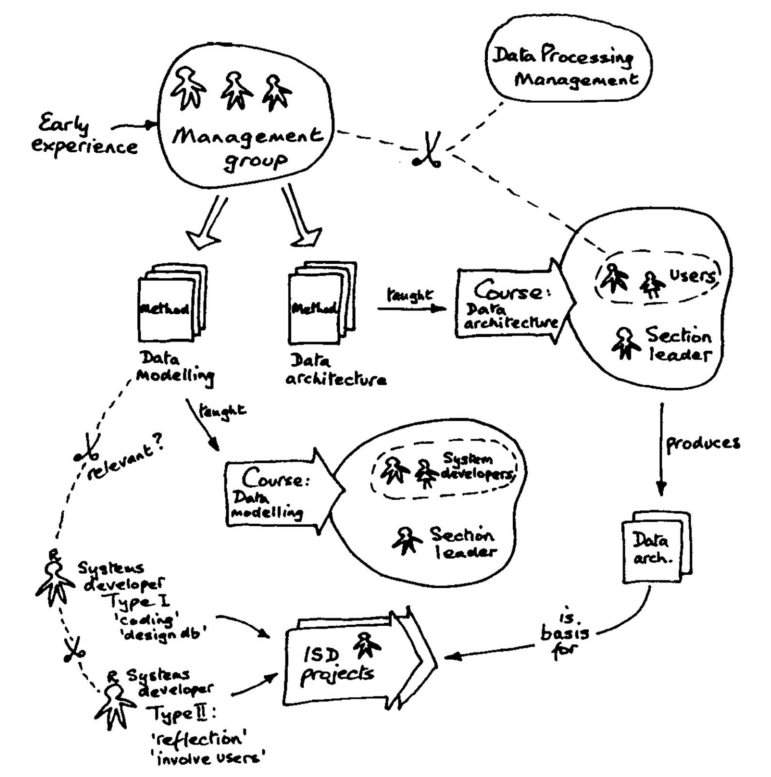 Data Processing
Management
Early
experience
Management
group
Method
Data
Modelling
Method
Data
architecture
taught
Course:
Data
architecture
Users
Section
leader
taught
relevant?
Course:
Data
modelling
System
developers
Section
leader
produces
Data
arch.
R
Systems
developer
Type I
'coding'
'design db'
ISD
projects
is
basis
for
R
Systems
developer
Type II:
'reflection'
'involve users'